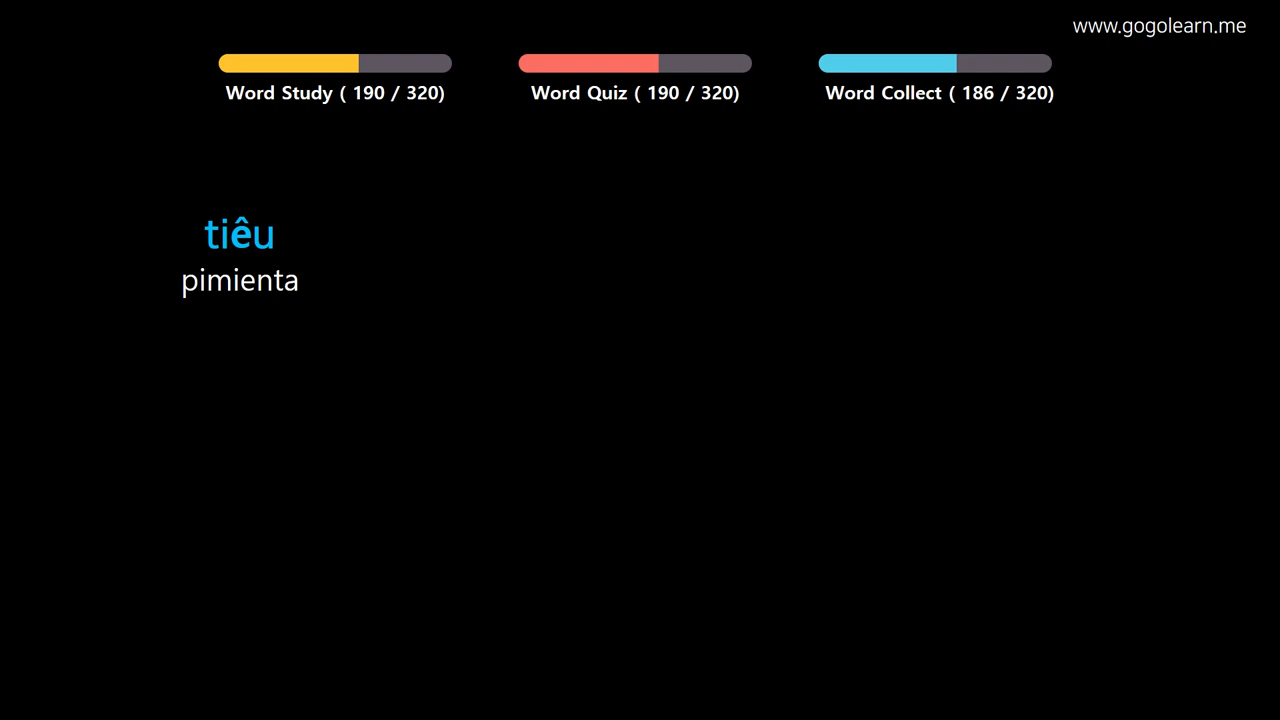 www.gogolearn.me
Word Study ( 190 / 320)
Word Quiz ( 190 / 320)
Word Collect ( 186 / 320)
tiêu
pimienta